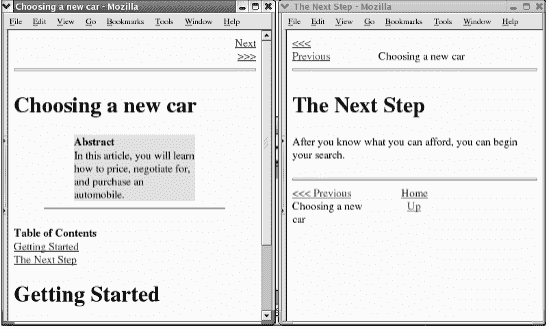 Choosing a new car - Mozilla
File Edit View Go Bookmarks Tools Window Help
Next
>>>
Choosing a new car
Abstract
In this article, you will learn
how to price, negotiate for,
and purchase an
automobile.
Table of Contents
Getting Started
The Next Step
Getting Started
The Next Step - Mozilla
File Edit View Go Bookmarks Tools Window Help
<<<
Previous Choosing a new car
The Next Step
After you know what you can afford, you can begin
your search.
<<< Previous Home
Choosing a new Up
car